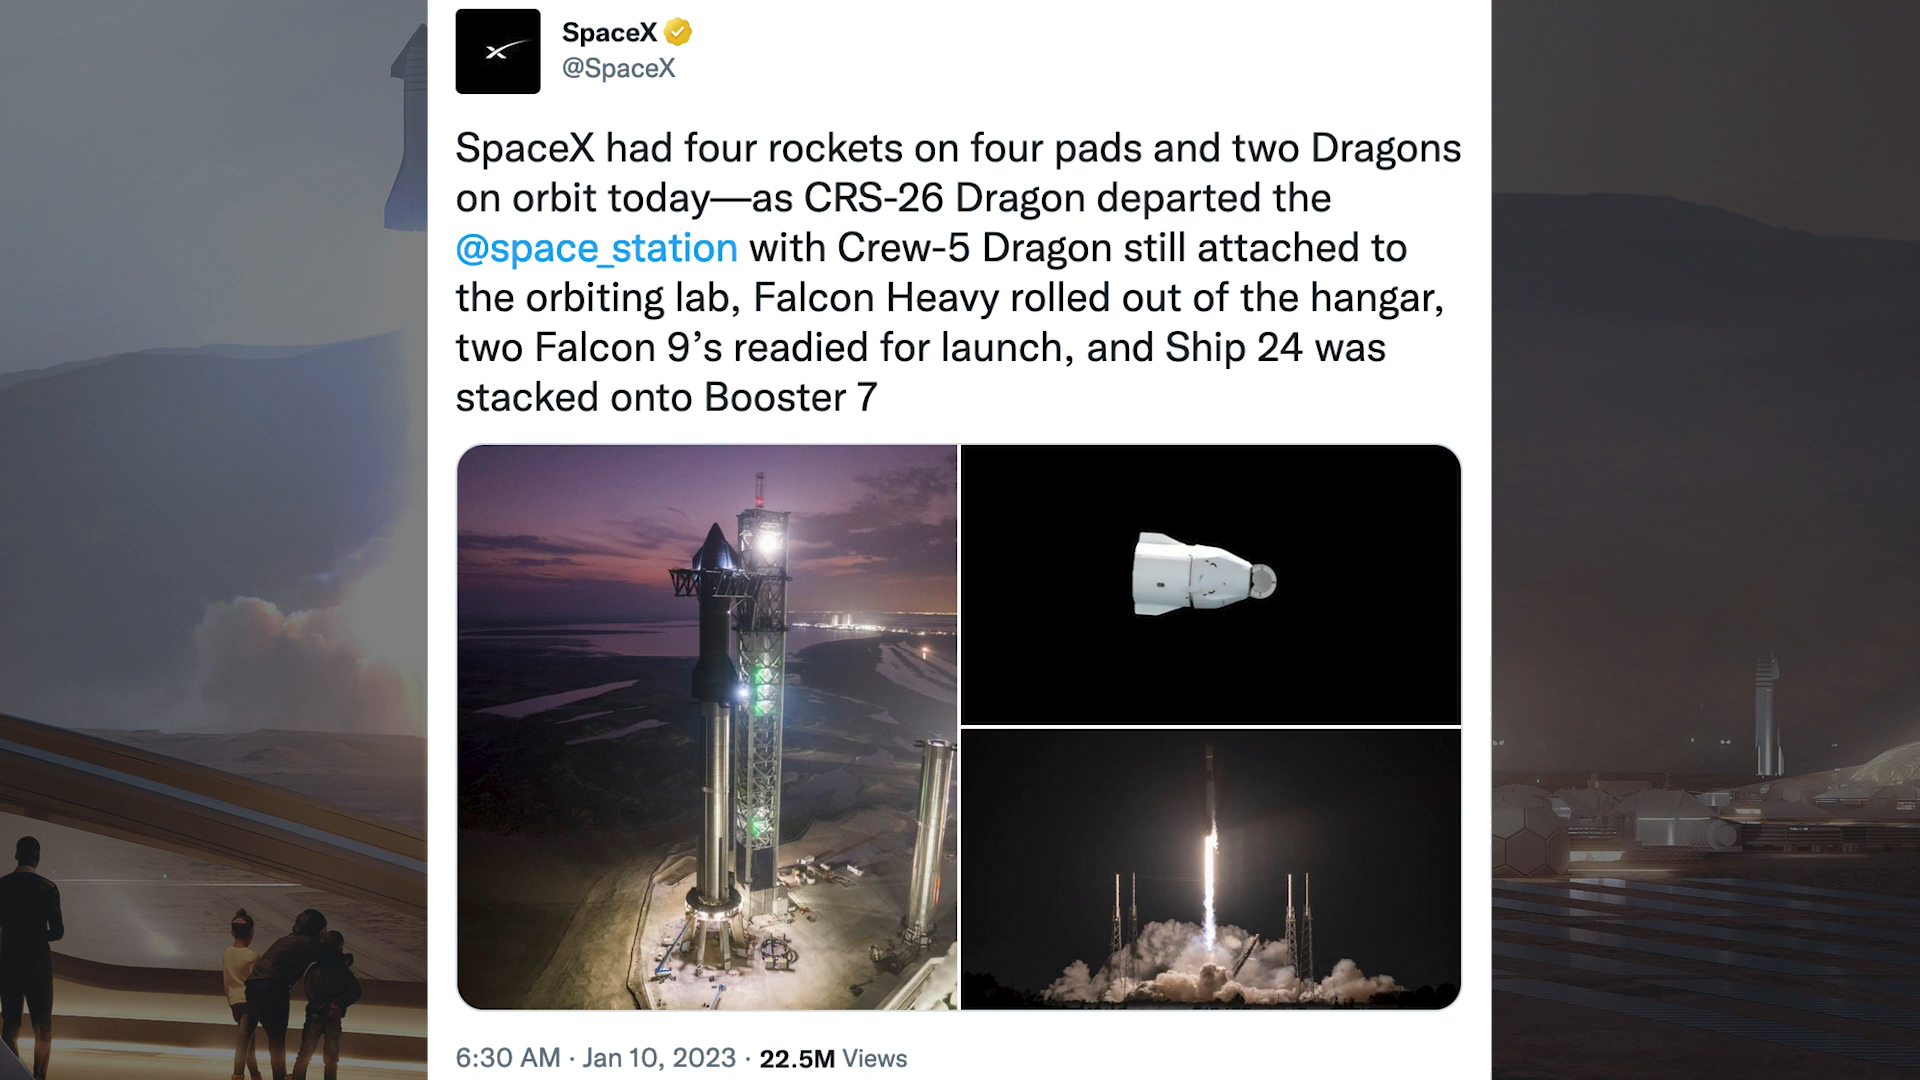 SpaceX
@SpaceX
SpaceX had four rockets on four pads and two Dragons
on orbit today—as CRS-26 Dragon departed the
@space_station with Crew-5 Dragon still attached to
the orbiting lab, Falcon Heavy rolled out of the hangar,
two Falcon 9’s readied for launch, and Ship 24 was
stacked onto Booster 7
6:30 AM · Jan 10, 2023 · 22.5M Views